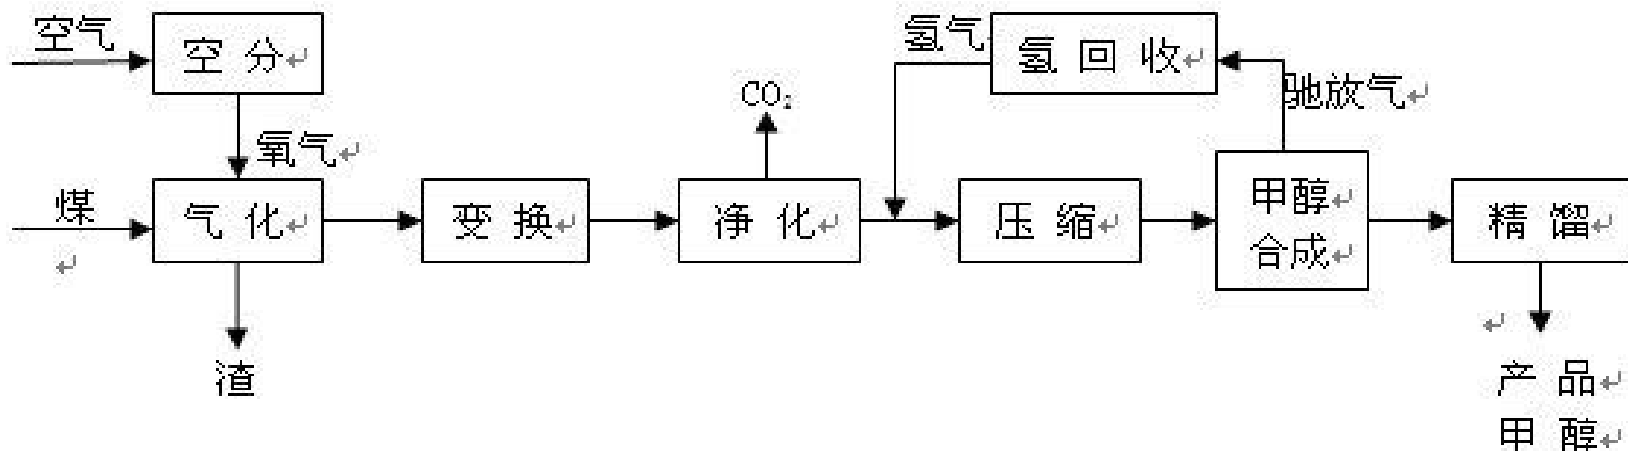 空气
空 分
氢气
氢 回 收
CO₂
驰放气
氧气
煤
气 化
变 换
净 化
压 缩
甲醇
合成
精 馏
渣
产 品
甲 醇